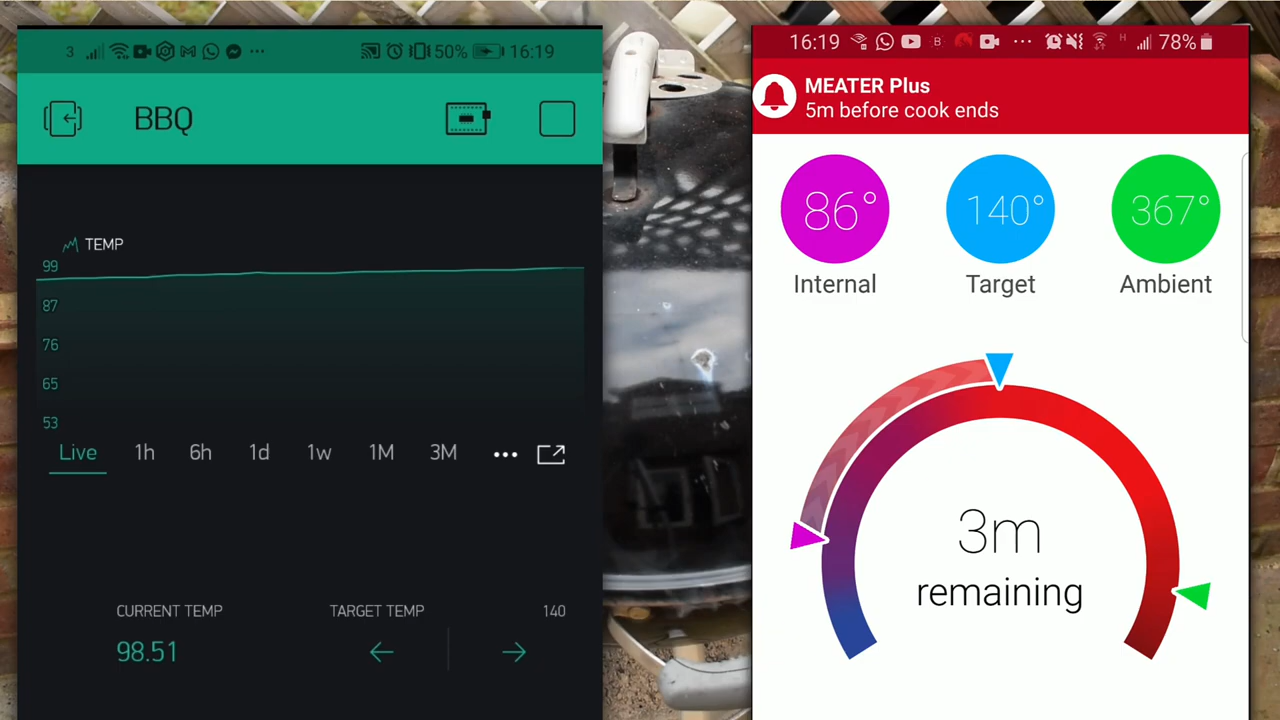 3
50%
16:19
BBQ
TEMP
99
87
76
65
53
Live 1h 6h 1d 1w 1M 3M
CURRENT TEMP
TARGET TEMP
140
98.51
16:19
B
H
78%
MEATER Plus
5m before cook ends
86° 140° 367°
Internal Target Ambient
3m
remaining